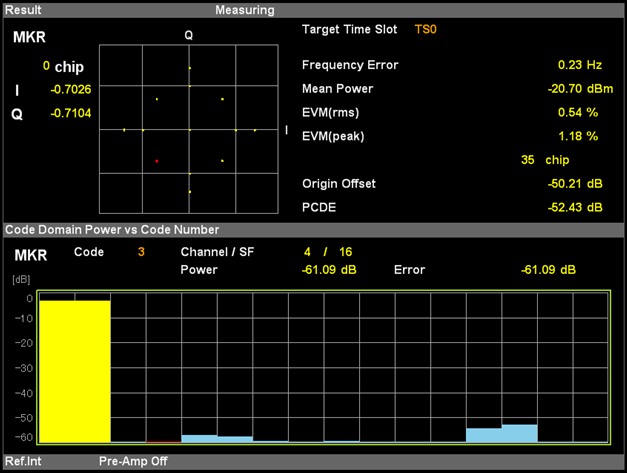 Result Measuring
MKR Q Target Time Slot TS0
0 chip Frequency Error 0.23 Hz
I -0.7026 Mean Power -20.70 dBm
Q -0.7104 EVM(rms) 0.54 %
I EVM(peak) 1.18 %
35 chip
Origin Offset -50.21 dB
PCDE -52.43 dB
Code Domain Power vs Code Number
MKR Code 3 Channel / SF 4 / 16
Power -61.09 dB Error -61.09 dB
[dB]
0
-10
-20
-30
-40
-50
-60
Ref.Int Pre-Amp Off